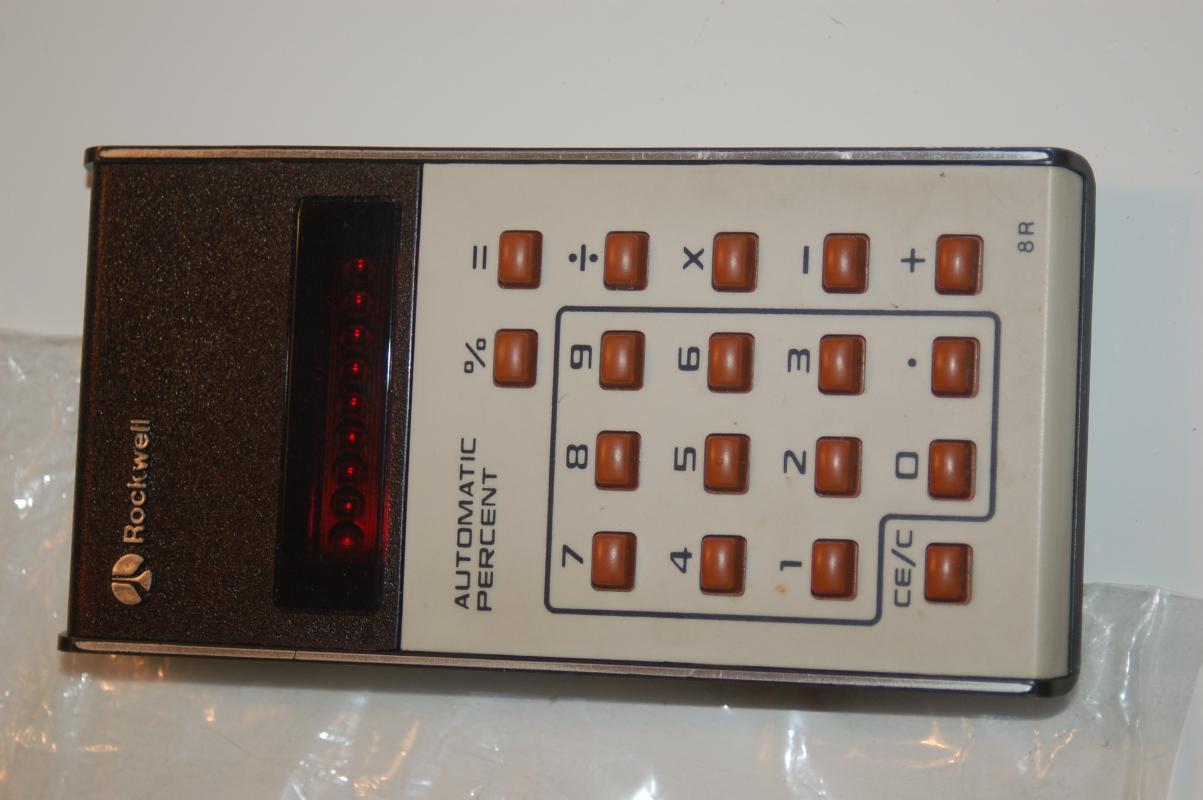 Rockwell
AUTOMATIC
PERCENT
% =
7 8 9 ÷
4 5 6 X
1 2 3 −
CE/C 0 . +
8R